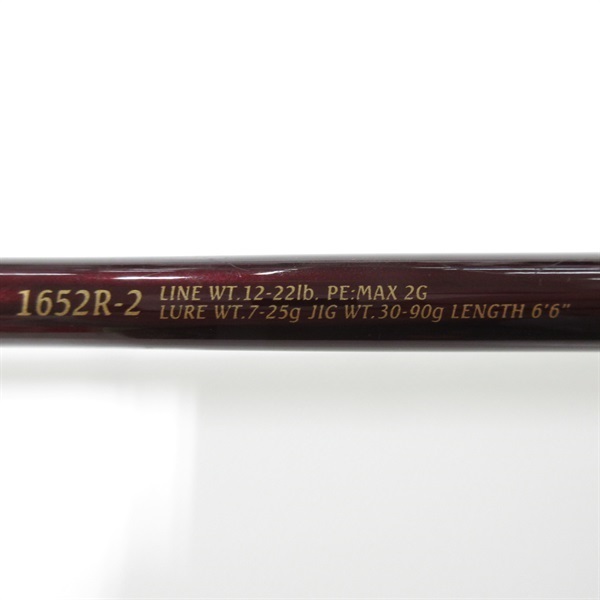 1652R-2
LINE WT.12-22lb. PE:MAX 2G
LURE WT.7-25g JIG WT.30-90g LENGTH 6'6"